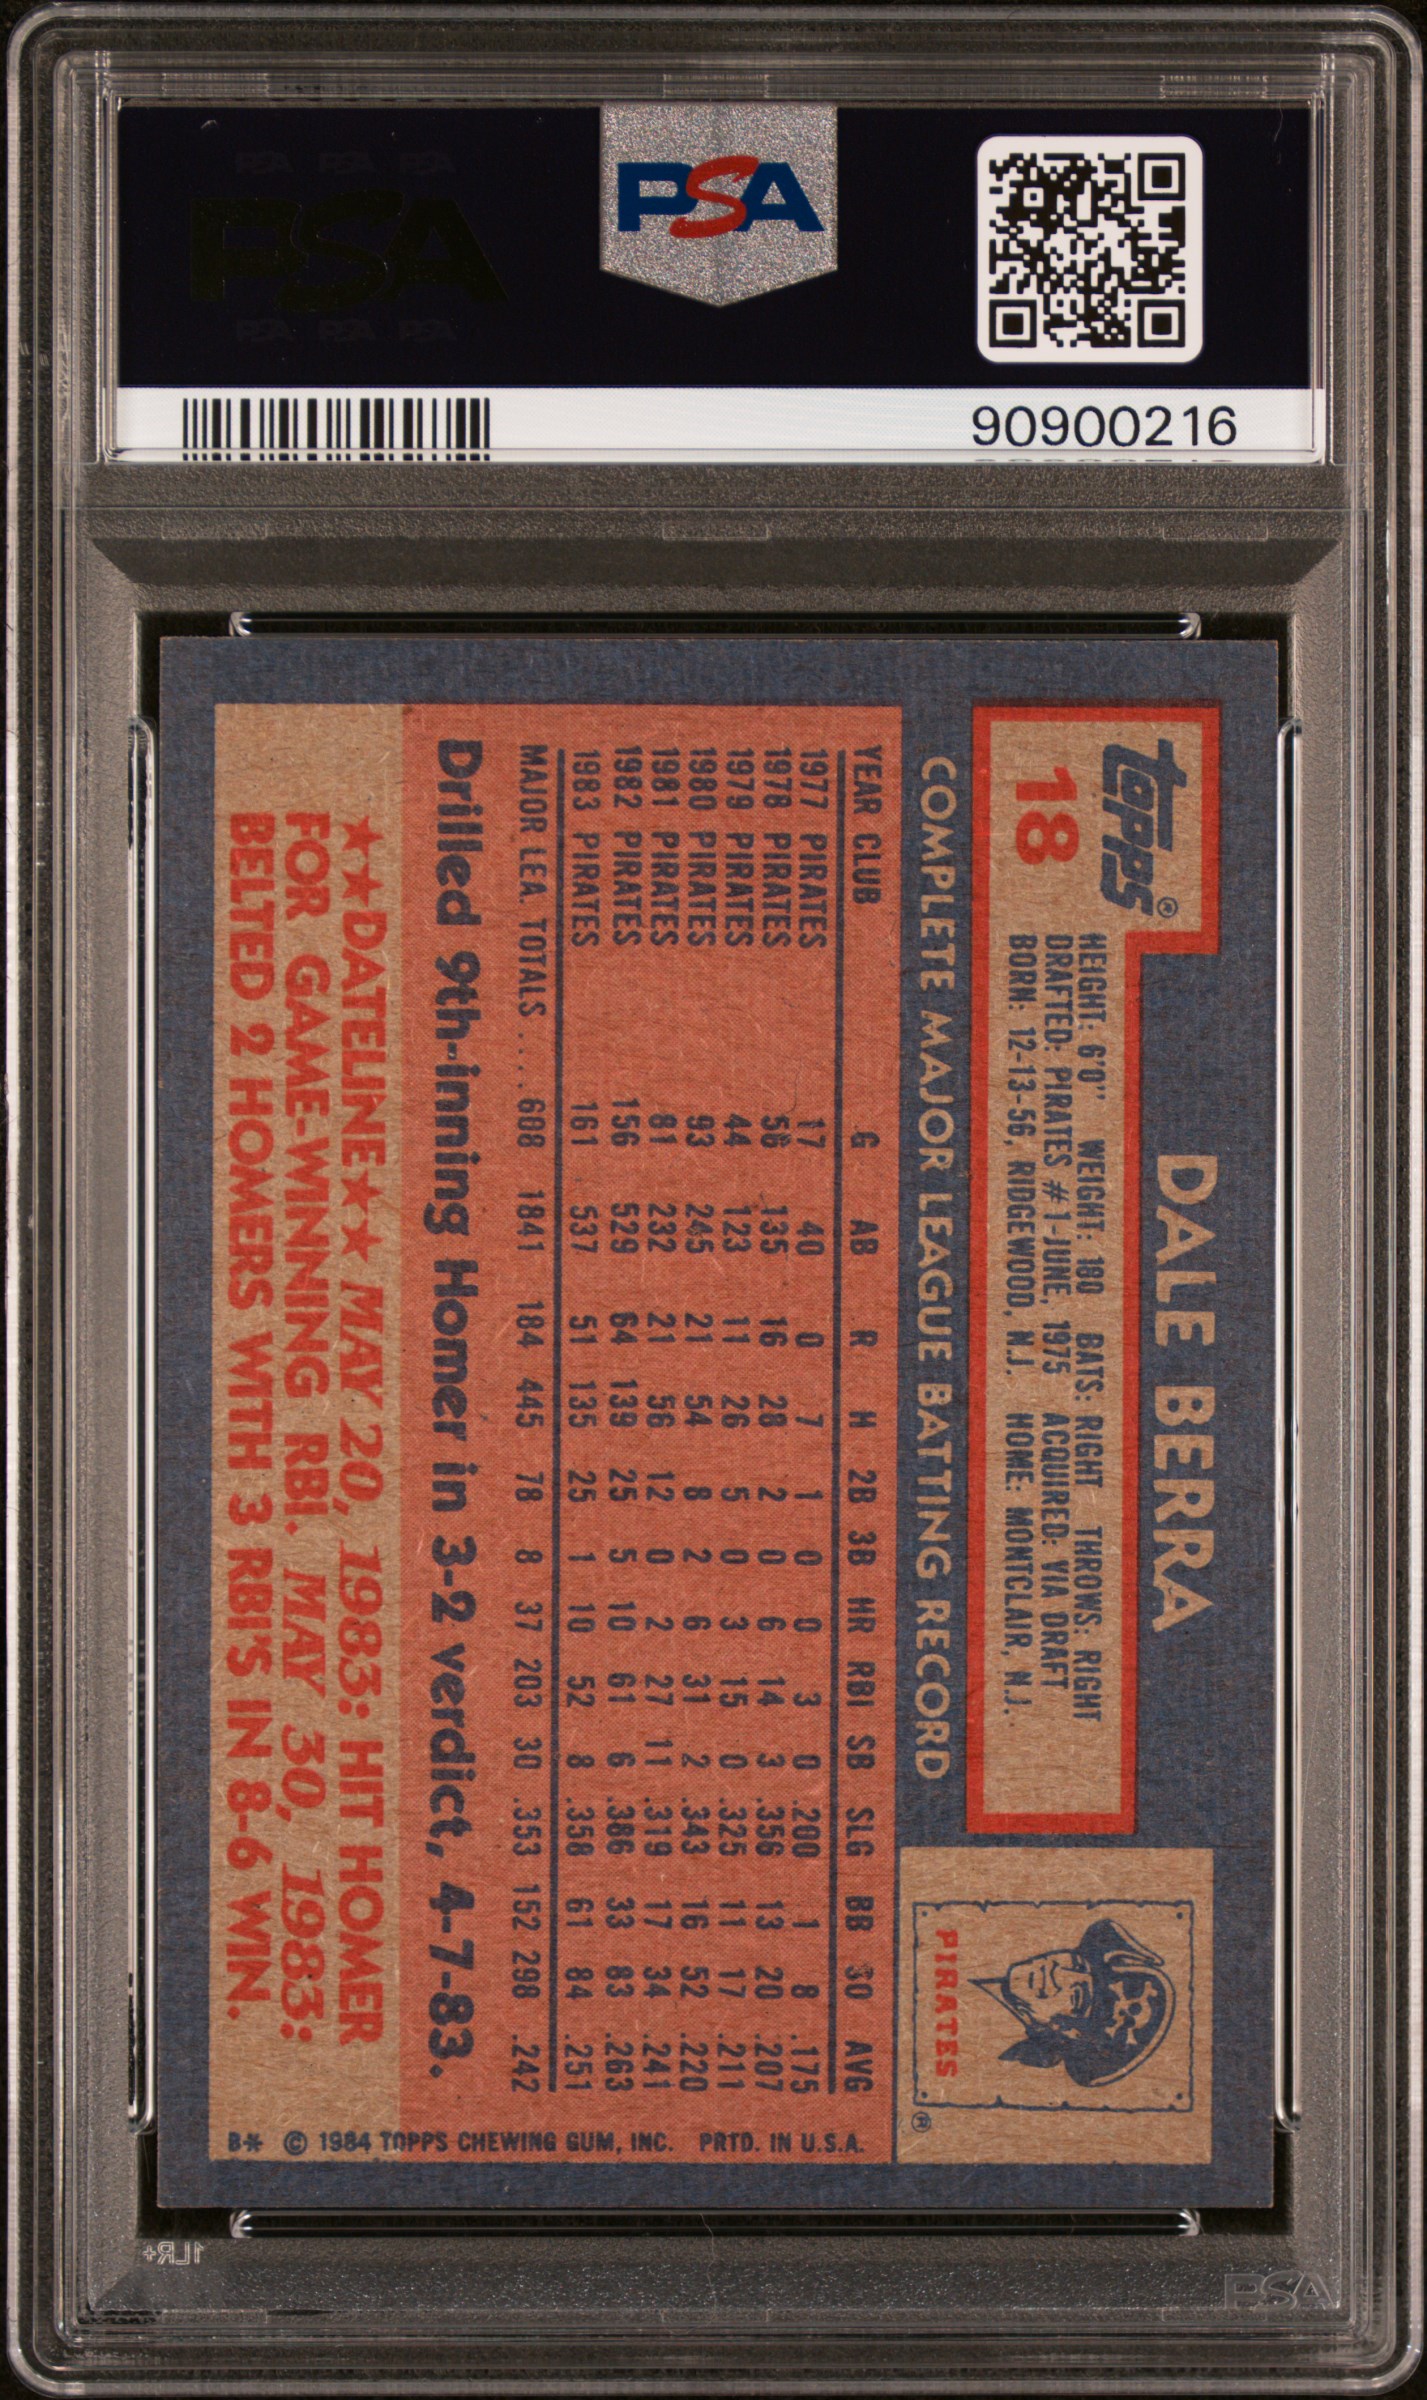 PSA
PSA PSA PSA
PSA
PSA PSA PSA
90900216
topps®
18
DALE BERRA
HEIGHT: 6'0" WEIGHT: 180 BATS: RIGHT THROWS: RIGHT
DRAFTED: PIRATES #1-JUNE, 1975 ACQUIRED: VIA DRAFT
BORN: 12-13-56, RIDGEWOOD, N.J. HOME: MONTCLAIR, N.J.
PIRATES
®
COMPLETE MAJOR LEAGUE BATTING RECORD
YEAR CLUB G AB R H 2B 3B HR RBI SB SLG BB SO AVG
1977 PIRATES 17 40 0 7 1 0 0 3 0 .200 1 8 .175
1978 PIRATES 56 135 16 28 2 0 6 14 3 .356 13 20 .207
1979 PIRATES 44 123 11 26 5 0 3 15 0 .325 11 17 .211
1980 PIRATES 93 245 21 54 8 2 6 31 2 .343 16 52 .220
1981 PIRATES 81 232 21 56 12 0 2 27 11 .319 17 34 .241
1982 PIRATES 156 529 64 139 25 5 10 61 6 .386 33 83 .263
1983 PIRATES 161 537 51 135 25 1 10 52 8 .358 61 84 .251
MAJOR LEA. TOTALS ....608 1841 184 445 78 8 37 203 30 .353 152 298 .242
Drilled 9th-inning Homer in 3-2 verdict, 4-7-83.
★★DATELINE★★ MAY 20, 1983: HIT HOMER
FOR GAME-WINNING RBI. MAY 30, 1983:
BELTED 2 HOMERS WITH 3 RBI'S IN 8-6 WIN.
B* © 1984 TOPPS CHEWING GUM, INC. PRTD. IN U.S.A.
1LR+
PSA